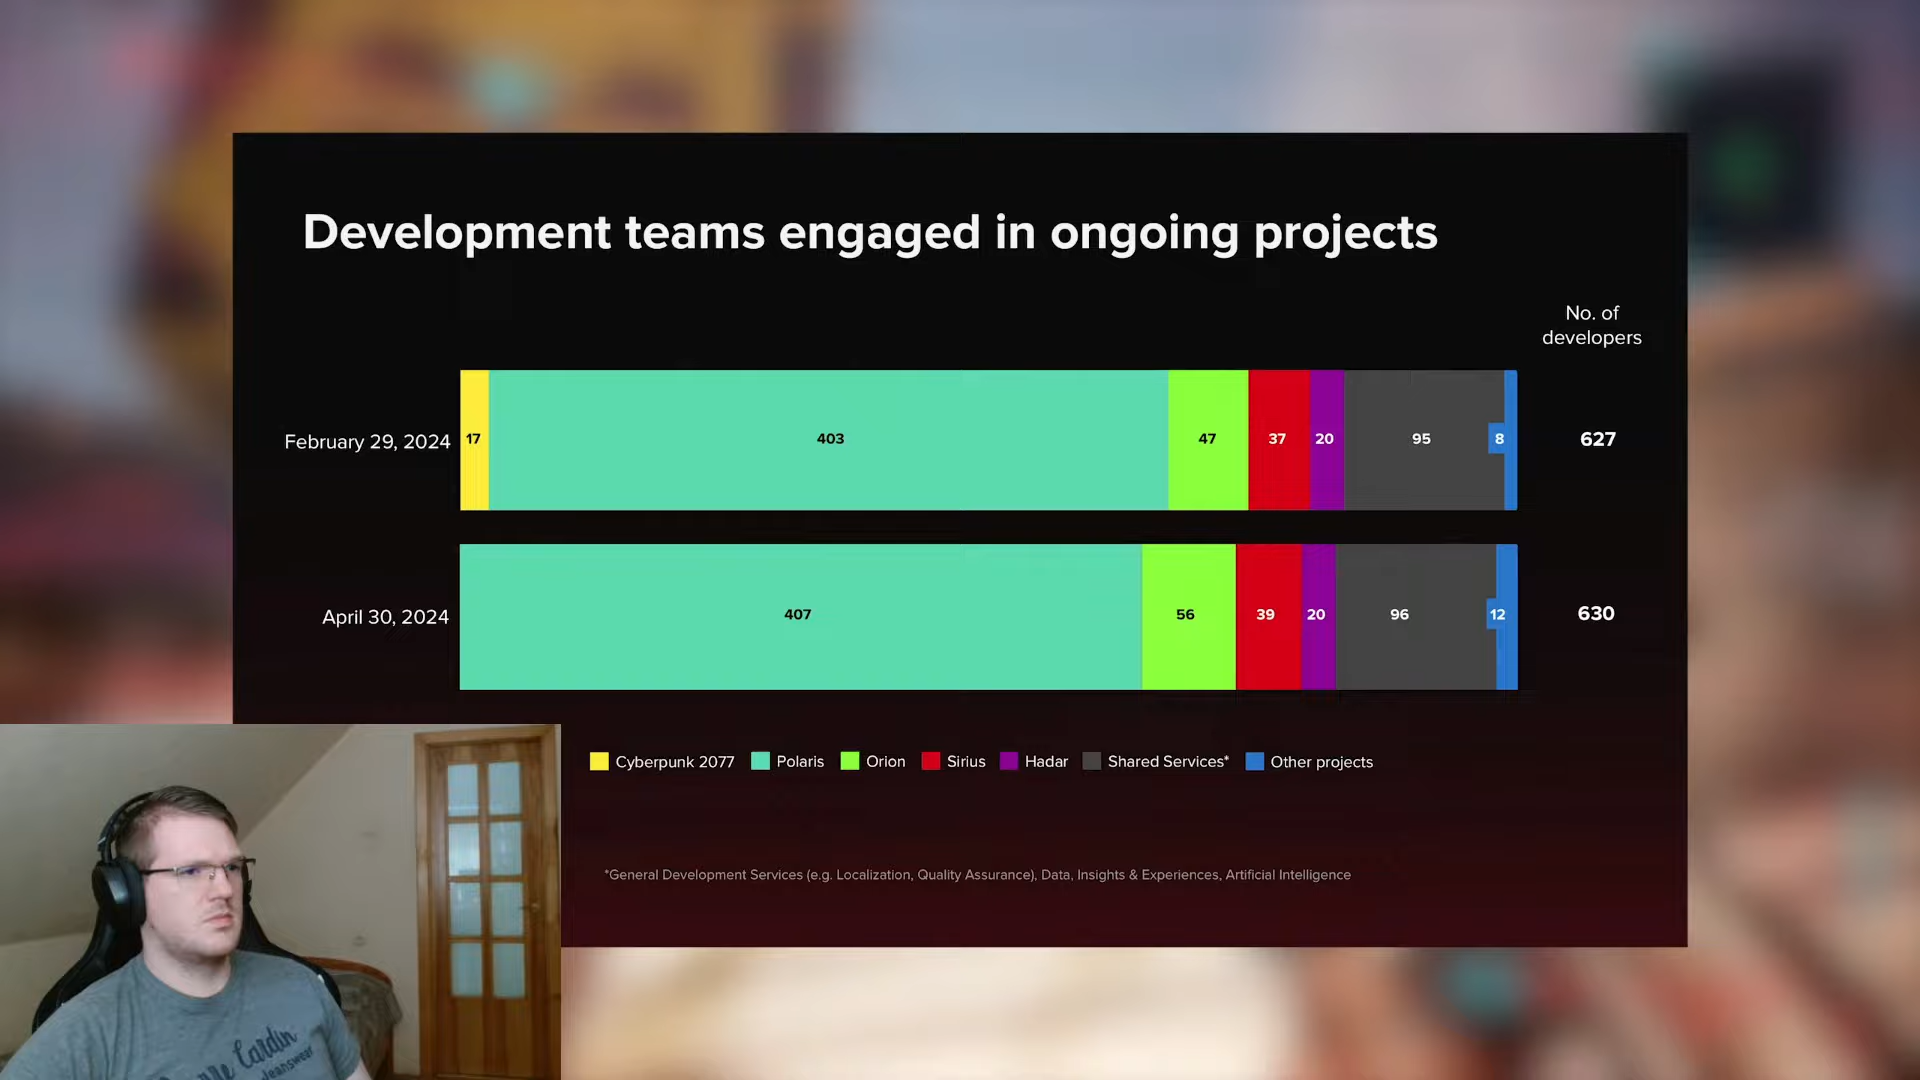 Development teams engaged in ongoing projects
No. of
developers
February 29, 2024 17 403 47 37 20 95 8 627
April 30, 2024 407 56 39 20 96 12 630
Cyberpunk 2077 Polaris Orion Sirius Hadar Shared Services* Other projects
*General Development Services (e.g. Localization, Quality Assurance), Data, Insights & Experiences, Artificial Intelligence
Cardin
Jeanswear